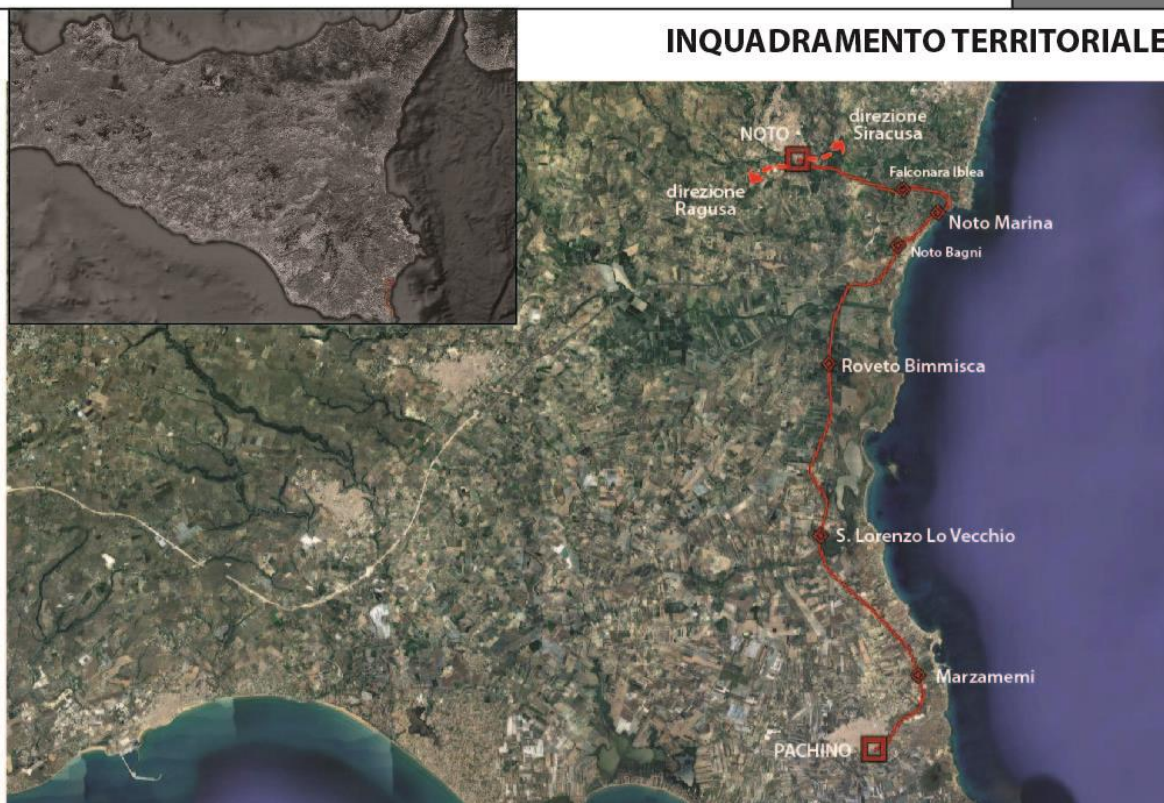 INQUADRAMENTO TERRITORIALE
direzione
Siracusa
NOTO
Falconara Iblea
direzione
Ragusa
Noto Marina
Noto Bagni
Roveto Bimmisca
S. Lorenzo Lo Vecchio
Marzamemi
PACHINO